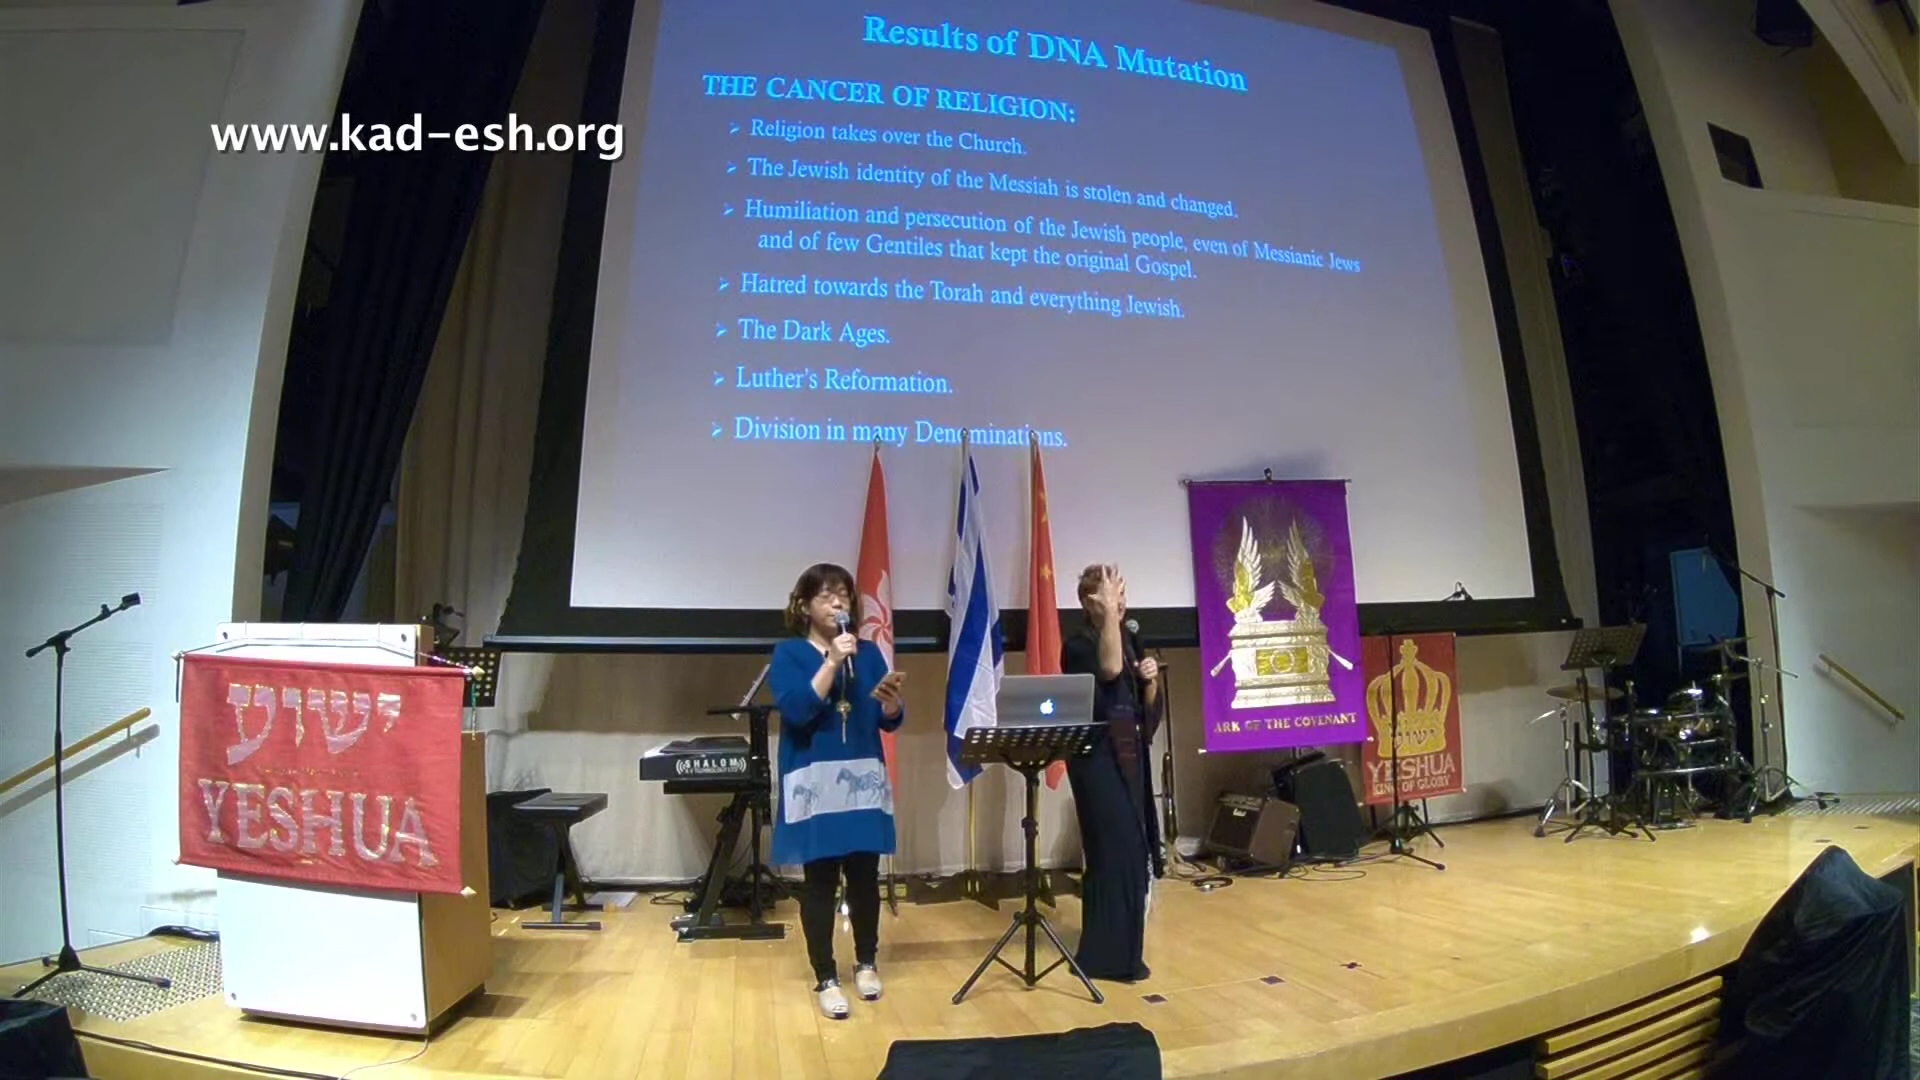 Results of DNA Mutation
THE CANCER OF RELIGION:
www.kad-esh.org
➢ Religion takes over the Church.
➢ The Jewish identity of the Messiah is stolen and changed.
➢ Humiliation and persecution of the Jewish people, even of Messianic Jews
and of few Gentiles that kept the original Gospel.
➢ Hatred towards the Torah and everything Jewish.
➢ The Dark Ages.
➢ Luther's Reformation.
➢ Division in many Denominations.
ישוע
YESHUA
SHALOM
ARK OF THE COVENANT
ישוע
YESHUA
KING OF GLORY